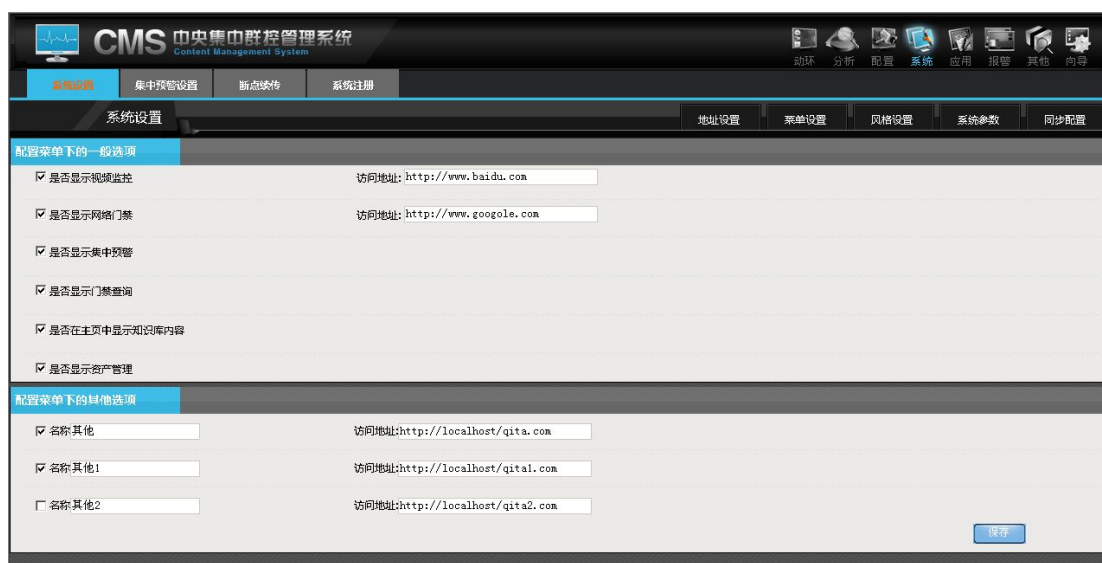 CMS 中央集中群控管理系统
Content Management System
动环 分析 配置 系统 应用 报警 其他 向导
系统设置 集中预警设置 断点续传 系统注册
系统设置 地址设置 菜单设置 风格设置 系统参数 同步配置
配置菜单下的一般选项
是否显示视频监控 访问地址: http://www.baidu.com
是否显示网络门禁 访问地址: http://www.googole.com
是否显示集中预警
是否显示门禁查询
是否在主页中显示知识库内容
是否显示资产管理
配置菜单下的其他选项
名称 其他 访问地址: http://localhost/qita.com
名称 其他1 访问地址: http://localhost/qita1.com
名称 其他2 访问地址: http://localhost/qita2.com
保存